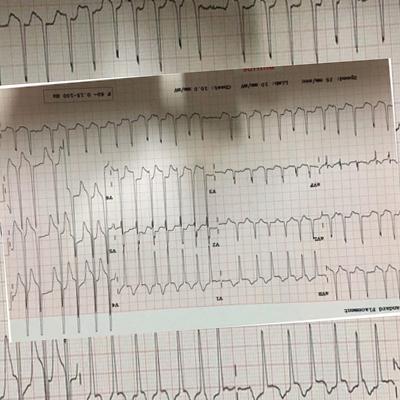 andard Placement
aVR V1 V4
aVL V2 V5
aVF V3 V6
Speed: 25 mm/sec Limb: 10 mm/mV Chest: 10.0 mm/mV F 60~ 0.15-100 Hz